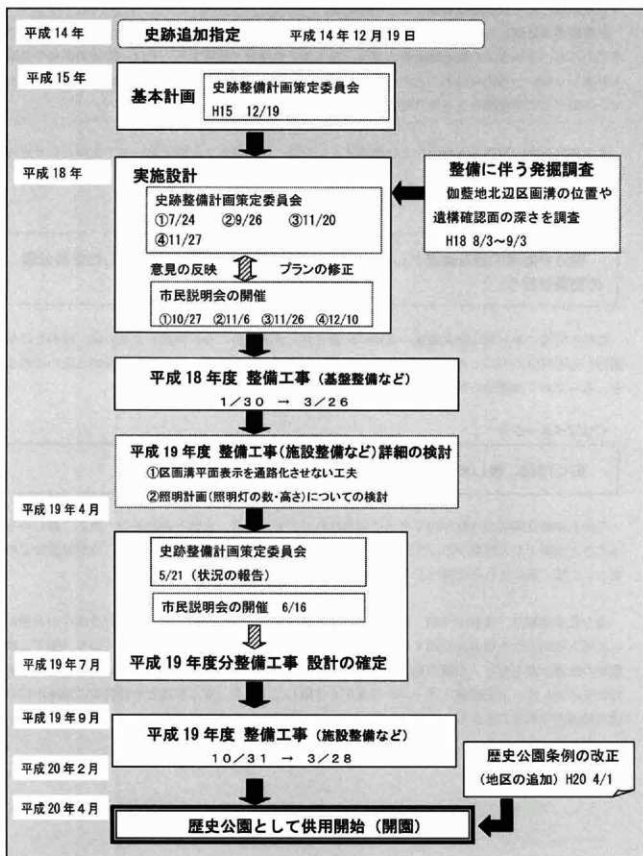 平成14年
史跡追加指定 平成14年12月19日
平成15年
基本計画
史跡整備計画策定委員会
H15 12/19
平成18年
実施設計
史跡整備計画策定委員会
①7/24 ②9/26 ③11/20
④11/27
意見の反映 プランの修正
市民説明会の開催
①10/27 ②11/6 ③11/26 ④12/10
整備に伴う発掘調査
伽藍地北辺区画溝の位置や
遺構確認面の深さを調査
H18 8/3~9/3
平成18年度 整備工事(基盤整備など)
1/30 → 3/26
平成19年度 整備工事(施設整備など)詳細の検討
①区画溝平面表示を通路化させない工夫
②照明計画(照明灯の数・高さ)についての検討
平成19年4月
史跡整備計画策定委員会
5/21(状況の報告)
市民説明会の開催 6/16
平成19年7月
平成19年度分整備工事 設計の確定
平成19年9月
平成19年度 整備工事(施設整備など)
10/31 → 3/28
平成20年2月
歴史公園条例の改正
(地区の追加)H20 4/1
平成20年4月
歴史公園として供用開始(開園)